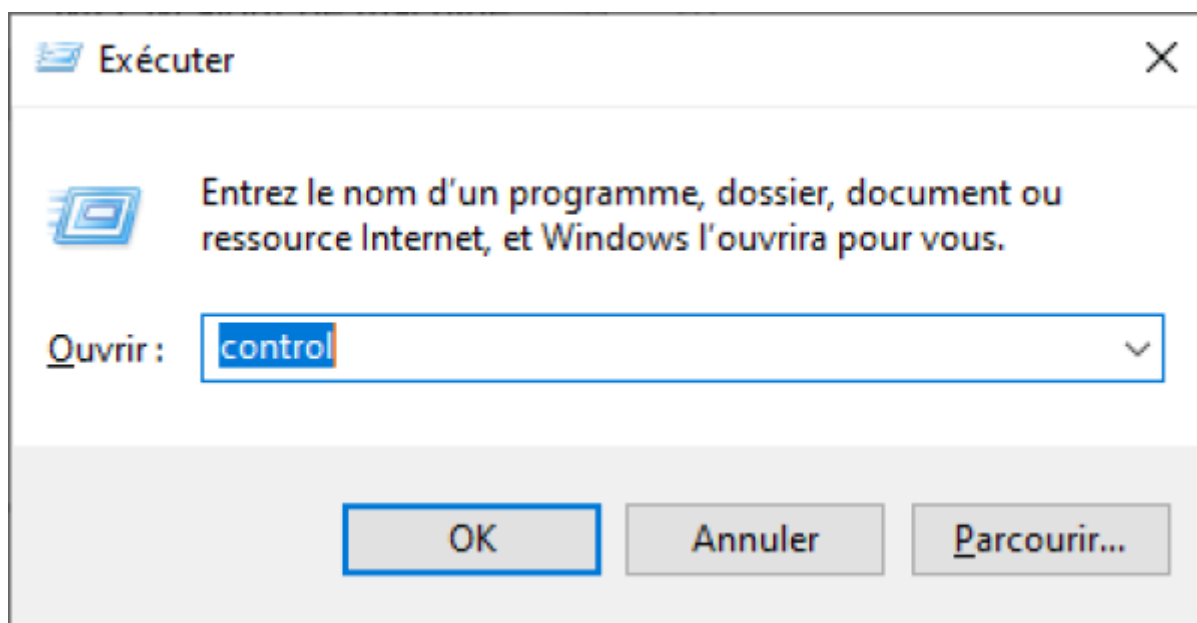 Exécuter
Entrez le nom d'un programme, dossier, document ou
ressource Internet, et Windows l'ouvrira pour vous.
Ouvrir : control
OK Annuler Parcourir...